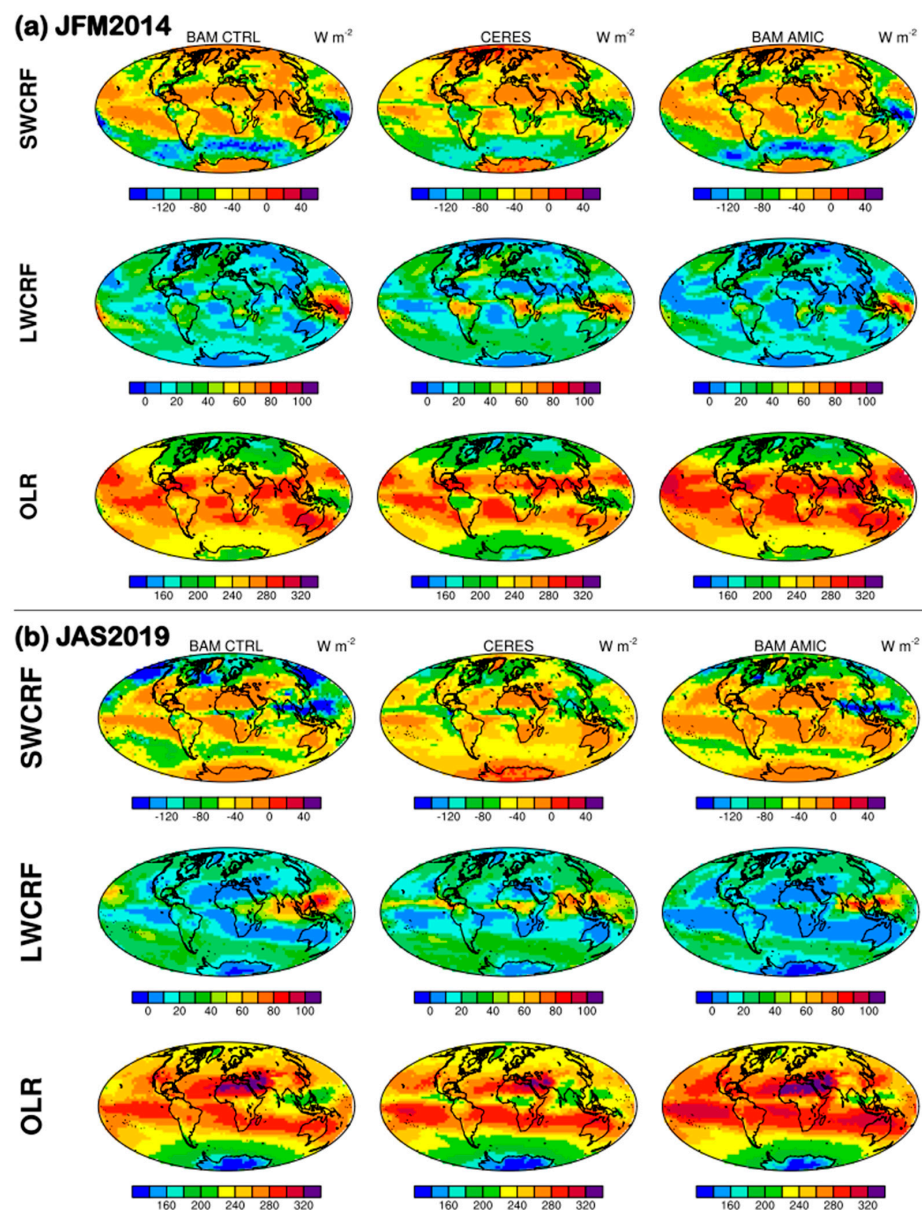 (a) JFM2014
BAM CTRL W m-2 CERES W m-2 BAM AMIC W m-2
SWCRF
-120 -80 -40 0 40 -120 -80 -40 0 40 -120 -80 -40 0 40
LWCRF
0 20 40 60 80 100 0 20 40 60 80 100 0 20 40 60 80 100
OLR
160 200 240 280 320 160 200 240 280 320 160 200 240 280 320
(b) JAS2019
BAM CTRL W m-2 CERES W m-2 BAM AMIC W m-2
SWCRF
-120 -80 -40 0 40 -120 -80 -40 0 40 -120 -80 -40 0 40
LWCRF
0 20 40 60 80 100 0 20 40 60 80 100 0 20 40 60 80 100
OLR
160 200 240 280 320 160 200 240 280 320 160 200 240 280 320